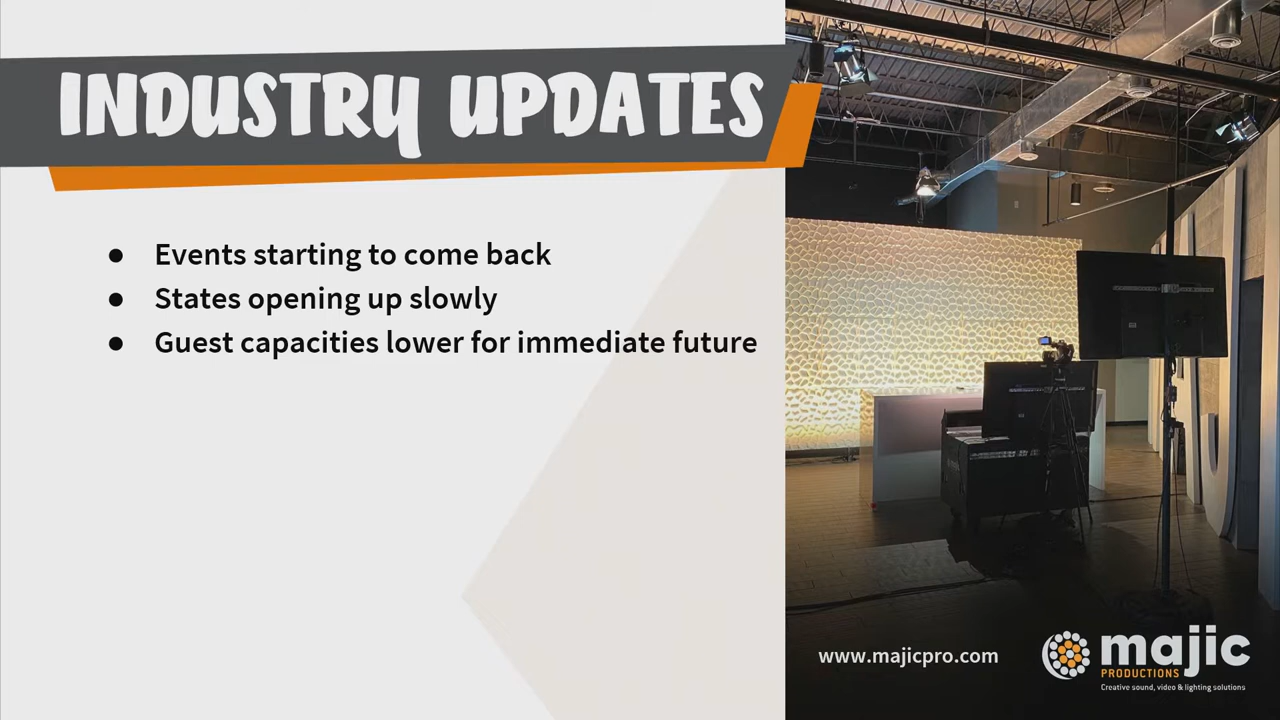 INDUSTRY UPDATES
● Events starting to come back
● States opening up slowly
● Guest capacities lower for immediate future
www.majicpro.com
majic
PRODUCTIONS
Creative sound, video & lighting solutions